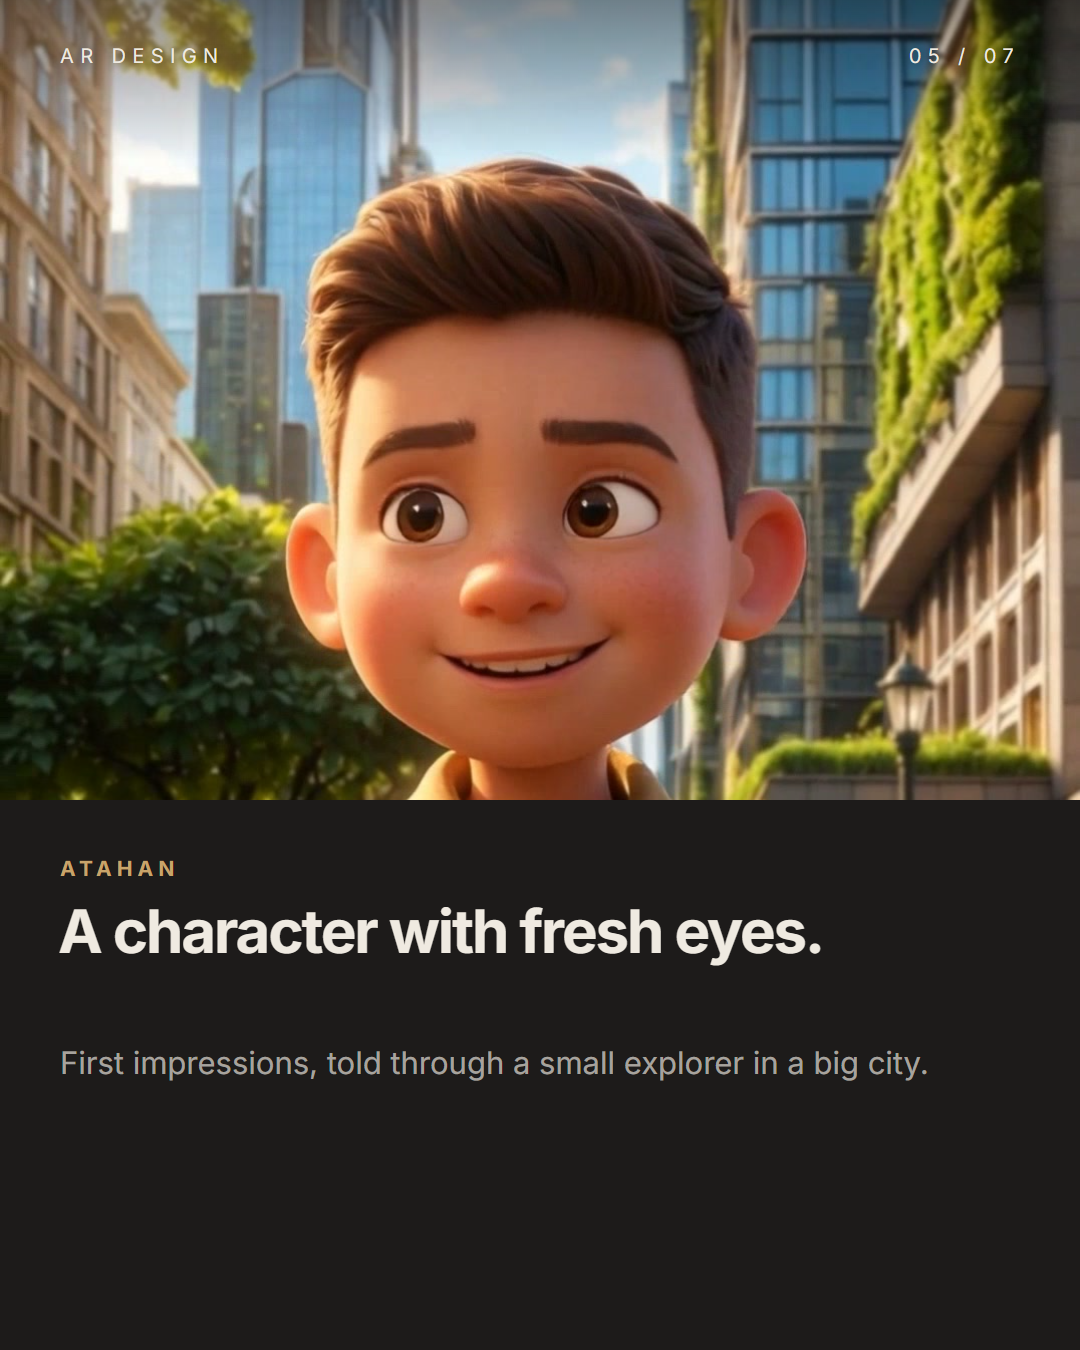 AR DESIGN
05 / 07
ATAHAN
A character with fresh eyes.
First impressions, told through a small explorer in a big city.